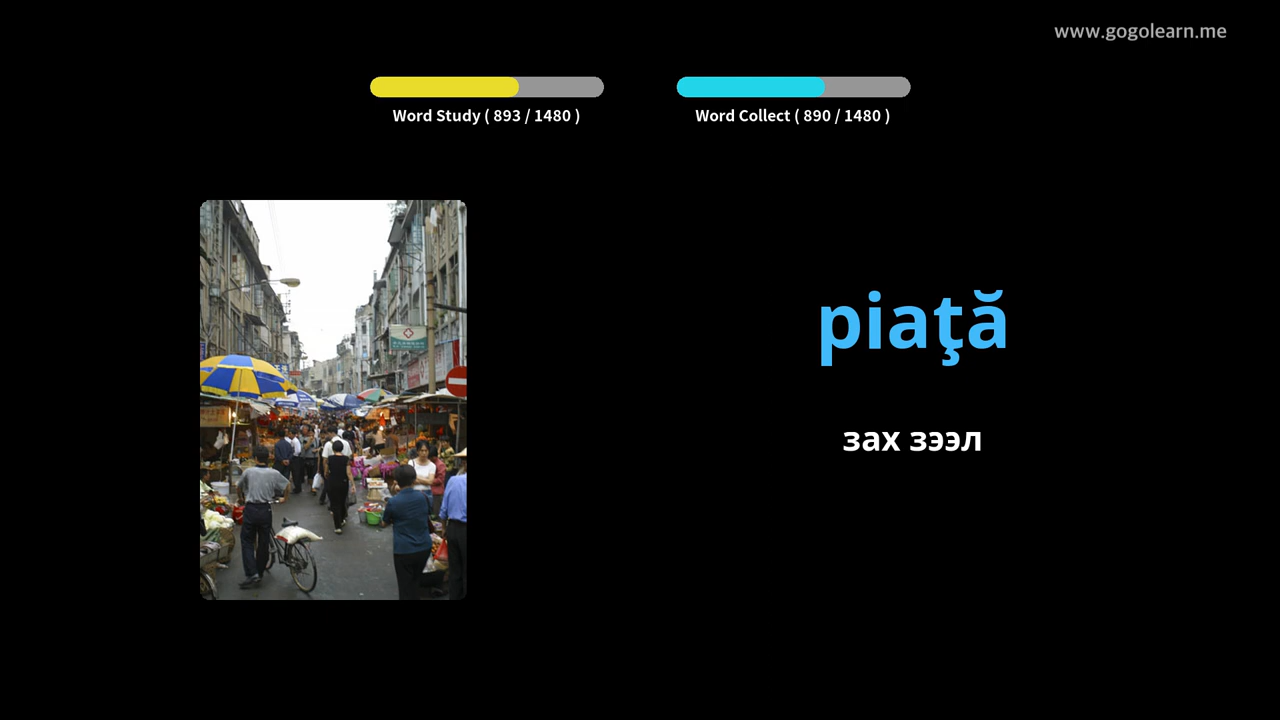 www.gogolearn.me
Word Study ( 893 / 1480 )
Word Collect ( 890 / 1480 )
piaţă
зах зээл